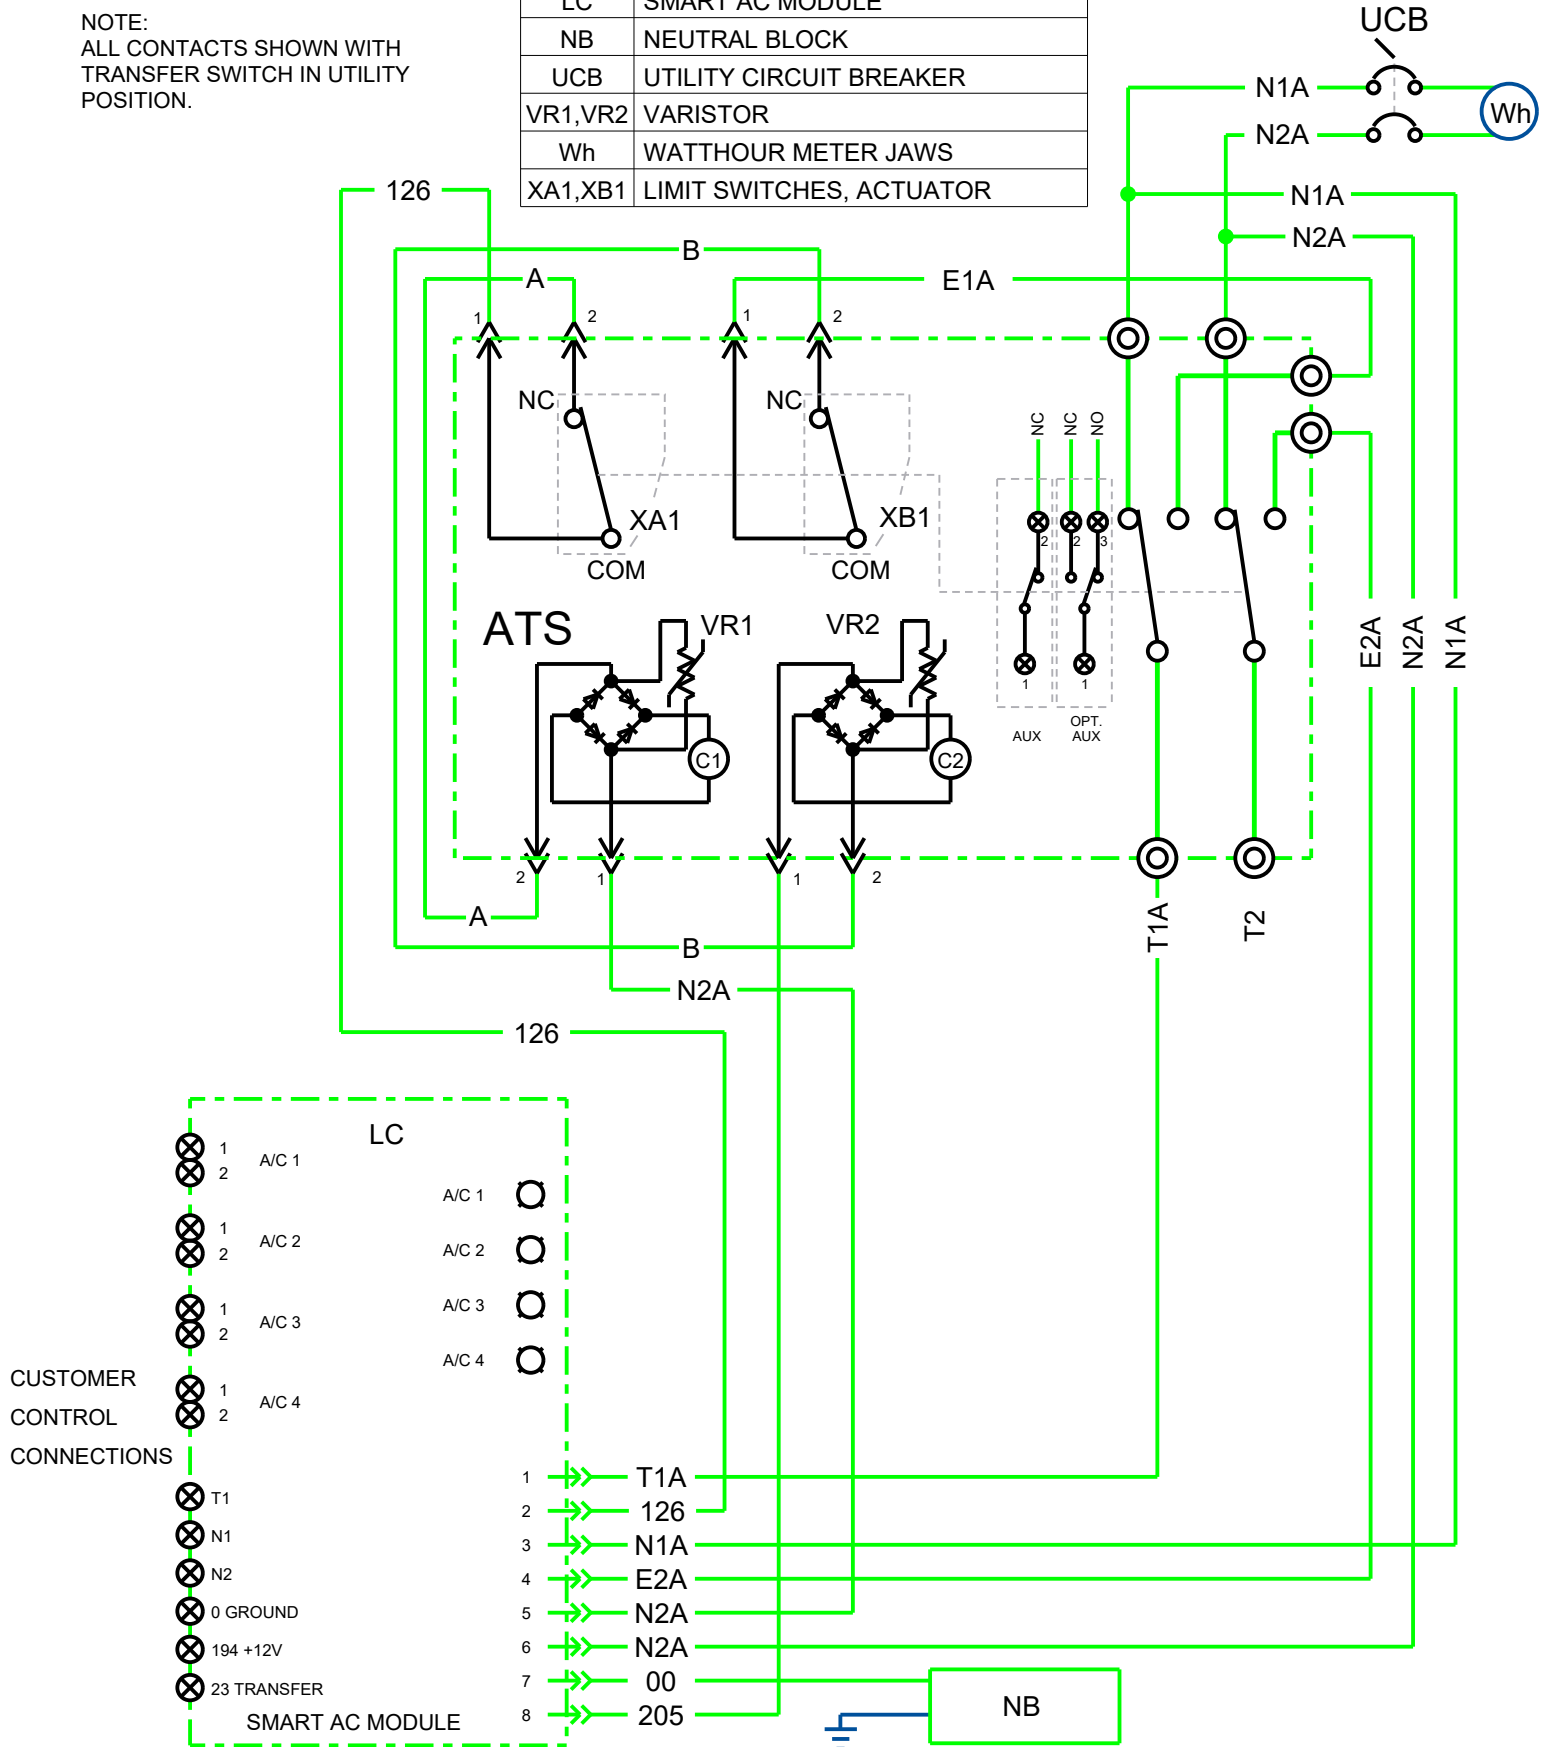 NOTE:
ALL CONTACTS SHOWN WITH
TRANSFER SWITCH IN UTILITY
POSITION.
LC SMART AC MODULE
NB NEUTRAL BLOCK
UCB UTILITY CIRCUIT BREAKER
VR1,VR2 VARISTOR
Wh WATTHOUR METER JAWS
XA1,XB1 LIMIT SWITCHES, ACTUATOR
UCB
N1A
Wh
N2A
N1A
N2A
126
B
A
E1A
1
2
1
2
NC
NC
NC
NC
NO
XA1
XB1
COM
COM
2
2
3
ATS
VR1
VR2
C1
C2
1
1
AUX
OPT.
AUX
E2A
N2A
N1A
2
1
1
2
A
B
N2A
126
T1A
T2
LC
1
2
A/C 1
1
2
A/C 2
1
2
A/C 3
1
2
A/C 4
A/C 1
A/C 2
A/C 3
A/C 4
CUSTOMER
CONTROL
CONNECTIONS
T1
N1
N2
0 GROUND
194 +12V
23 TRANSFER
SMART AC MODULE
1 T1A
2 126
3 N1A
4 E2A
5 N2A
6 N2A
7 00
8 205
NB